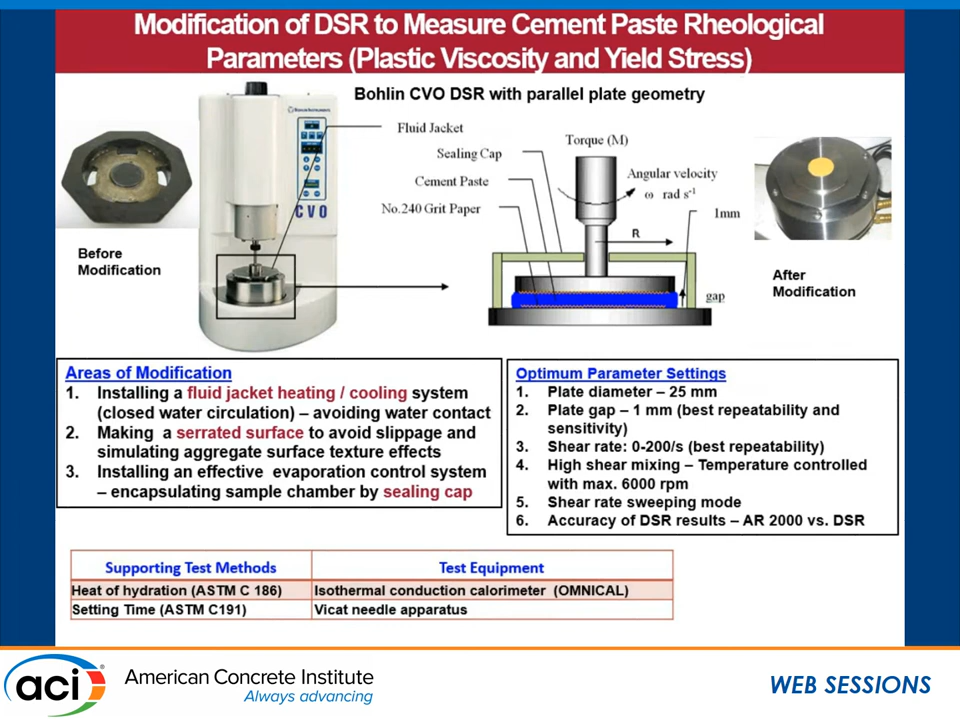 Modification of DSR to Measure Cement Paste Rheological
Parameters (Plastic Viscosity and Yield Stress)
Bohlin CVO DSR with parallel plate geometry
Fluid Jacket
Sealing Cap
Cement Paste
No.240 Grit Paper
Torque (M)
Angular velocity
ω rad s-1
1mm
R
gap
CVO
Before
Modification
After
Modification
Areas of Modification
1. Installing a fluid jacket heating / cooling system
(closed water circulation) – avoiding water contact
2. Making a serrated surface to avoid slippage and
simulating aggregate surface texture effects
3. Installing an effective evaporation control system
– encapsulating sample chamber by sealing cap
Optimum Parameter Settings
1. Plate diameter – 25 mm
2. Plate gap – 1 mm (best repeatability and
sensitivity)
3. Shear rate: 0-200/s (best repeatability)
4. High shear mixing – Temperature controlled
with max. 6000 rpm
5. Shear rate sweeping mode
6. Accuracy of DSR results – AR 2000 vs. DSR
Supporting Test Methods Test Equipment
Heat of hydration (ASTM C 186) Isothermal conduction calorimeter (OMNICAL)
Setting Time (ASTM C191) Vicat needle apparatus
aci ®
American Concrete Institute
Always advancing
WEB SESSIONS